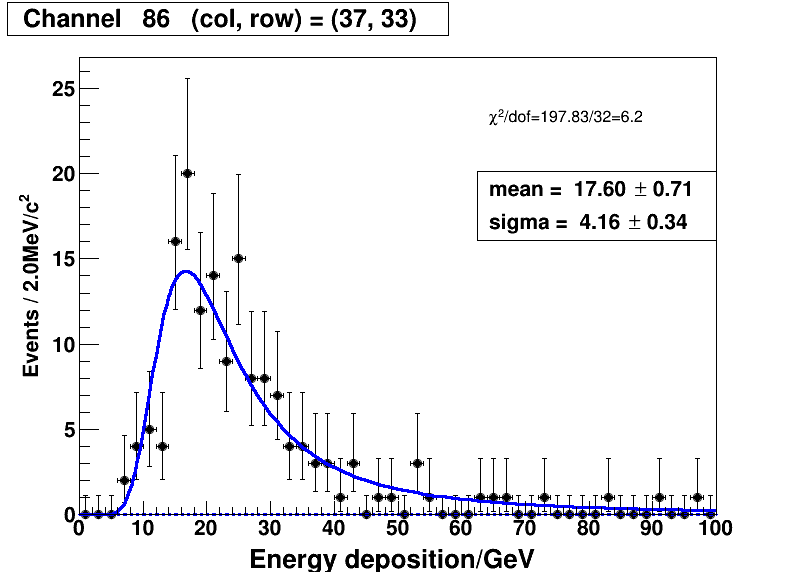 Channel 86 (col, row) = (37, 33)
χ²/dof=197.83/32=6.2
mean = 17.60 ± 0.71
sigma = 4.16 ± 0.34
Events / 2.0MeV/c²
25
20
15
10
5
0
0 10 20 30 40 50 60 70 80 90 100
Energy deposition/GeV